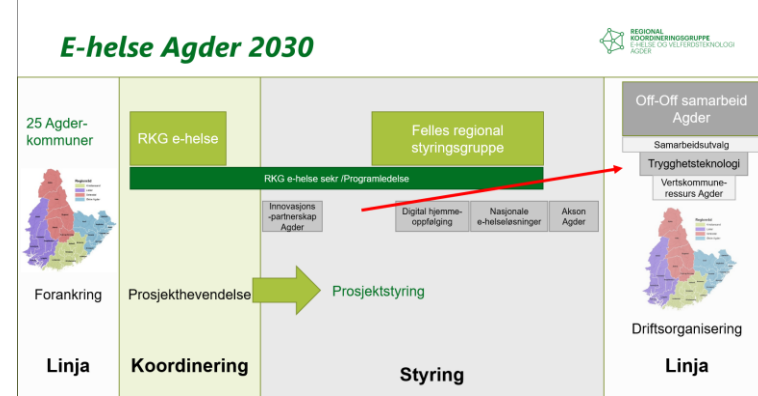 E-helse Agder 2030
REGIONAL
KOORDINERINGSGRUPPE
E-HELSE OG VELFERDSTEKNOLOGI
AGDER
25 Agder-
kommuner
Forankring
Linja
RKG e-helse
Felles regional
styringsgruppe
RKG e-helse sekr /Programledelse
Innovasjons
-partnerskap
Agder
Digital hjemme-
oppfølging
Nasjonale
e-helseløsninger
Akson
Agder
Prosjekthevendelse
Prosjektstyring
Koordinering
Styring
Off-Off samarbeid
Agder
Samarbeidsutvalg
Trygghetsteknologi
Vertskommune-
ressurs Agder
Driftsorganisering
Linja